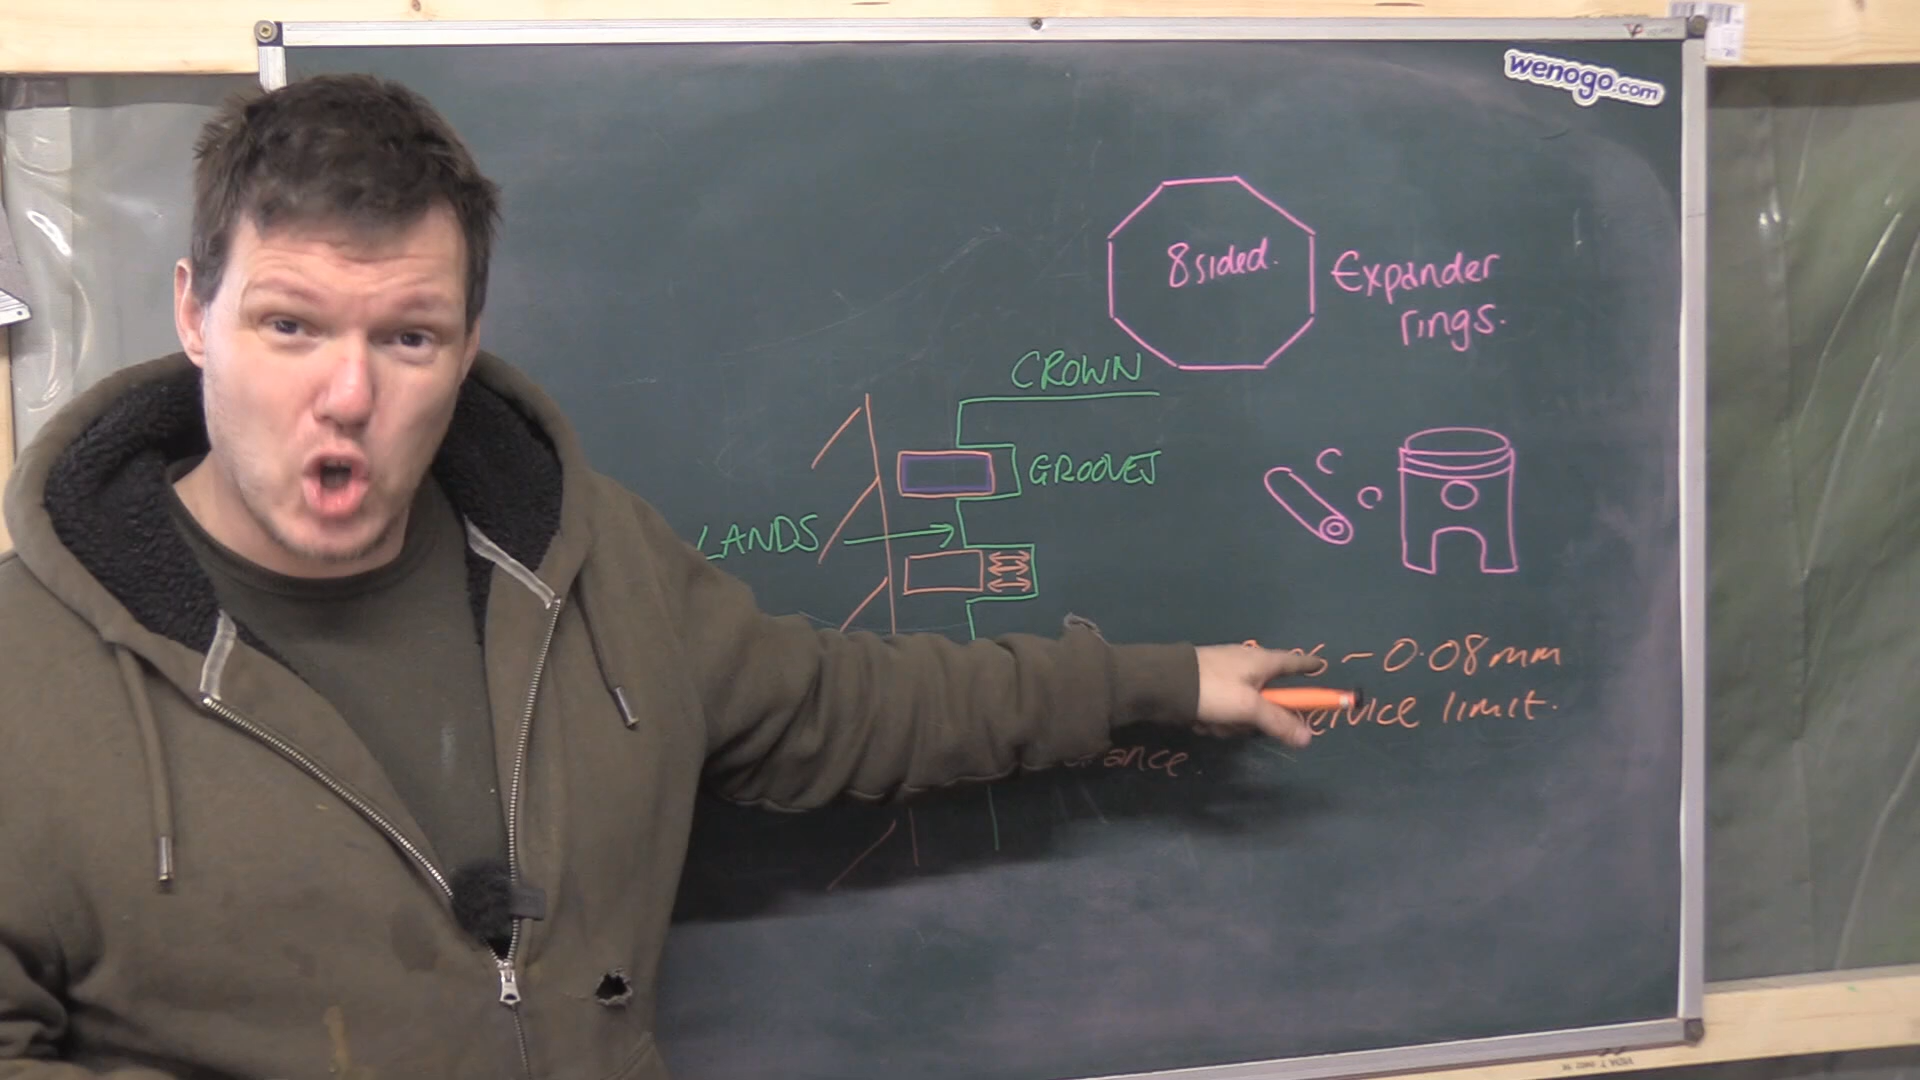 wenogo.com
8 sided.
Expander
rings.
CROWN
GROOVES
LANDS
- 0.08mm
service limit.